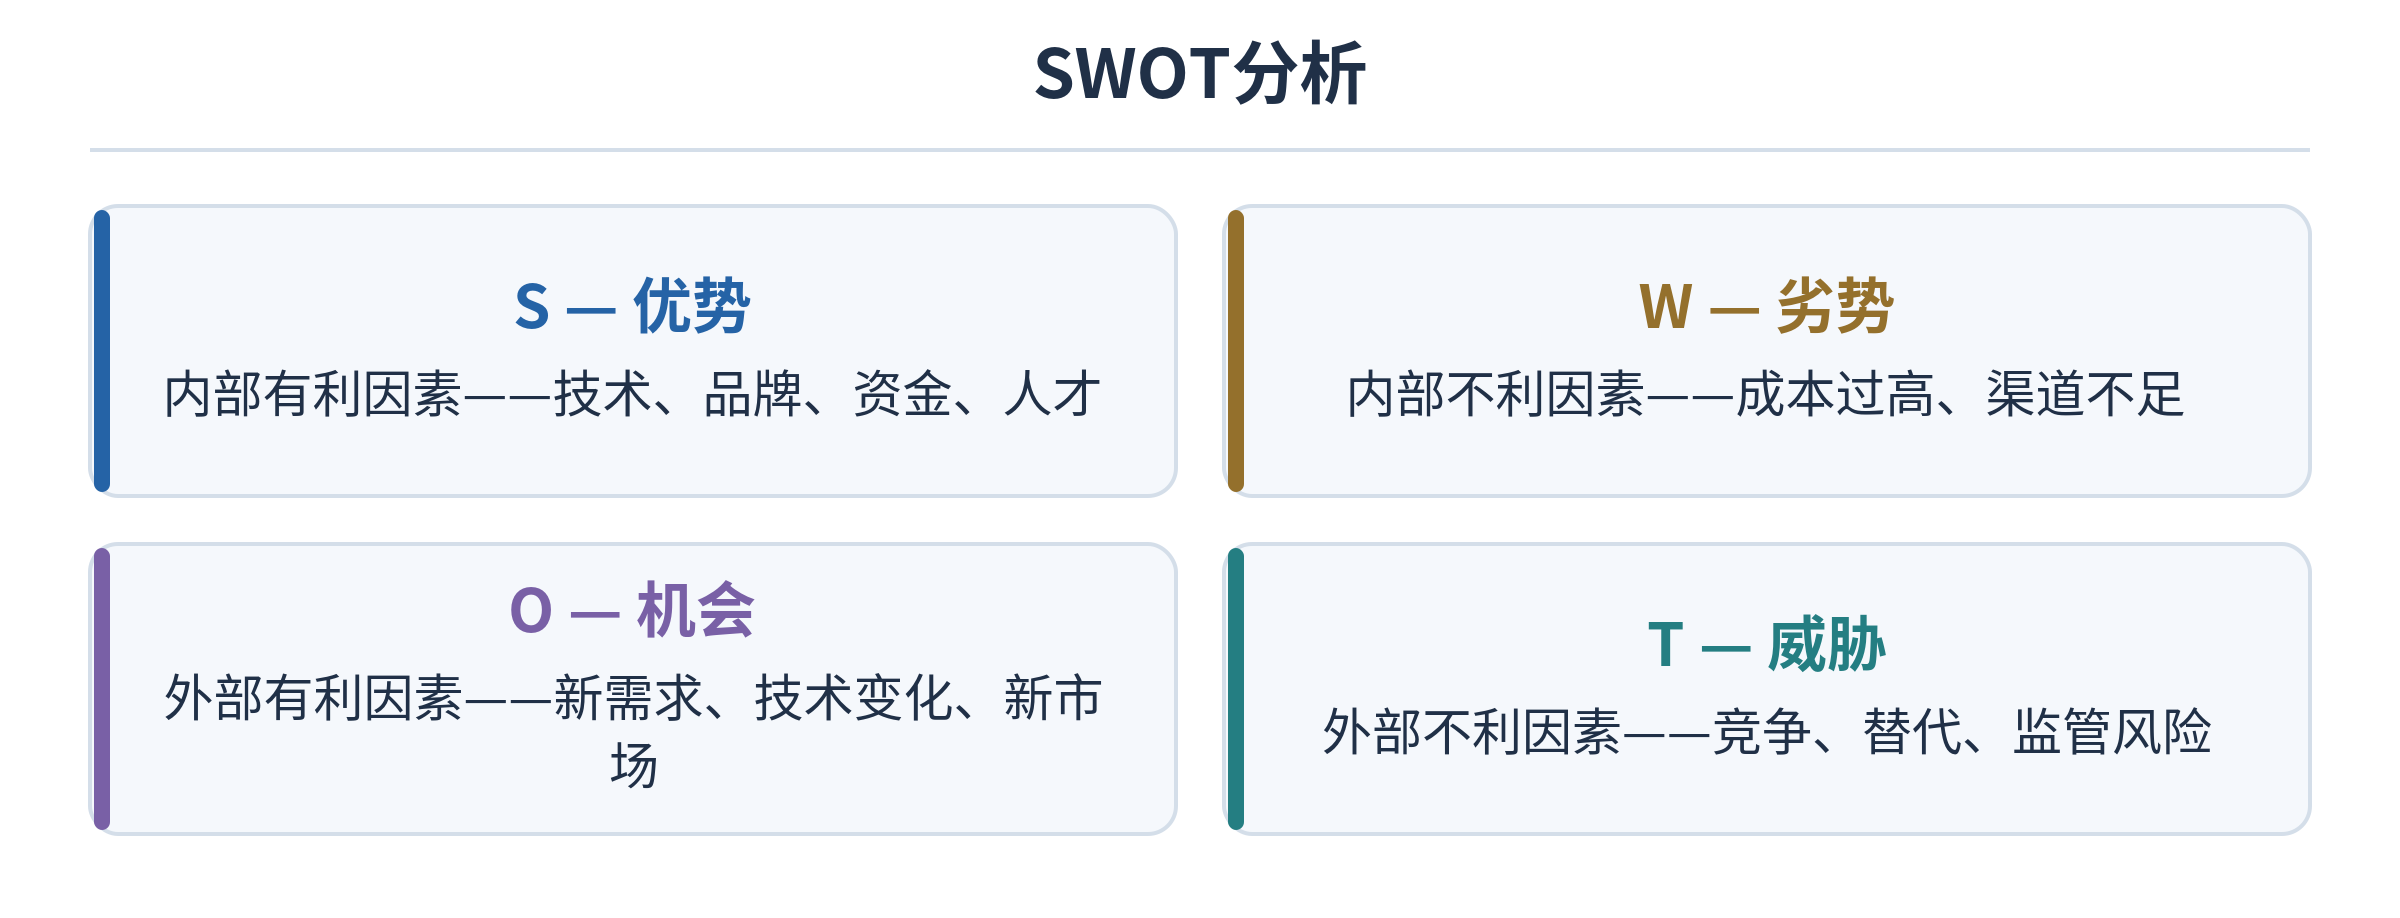 SWOT分析
S — 优势
内部有利因素——技术、品牌、资金、人才
W — 劣势
内部不利因素——成本过高、渠道不足
O — 机会
外部有利因素——新需求、技术变化、新市
场
T — 威胁
外部不利因素——竞争、替代、监管风险